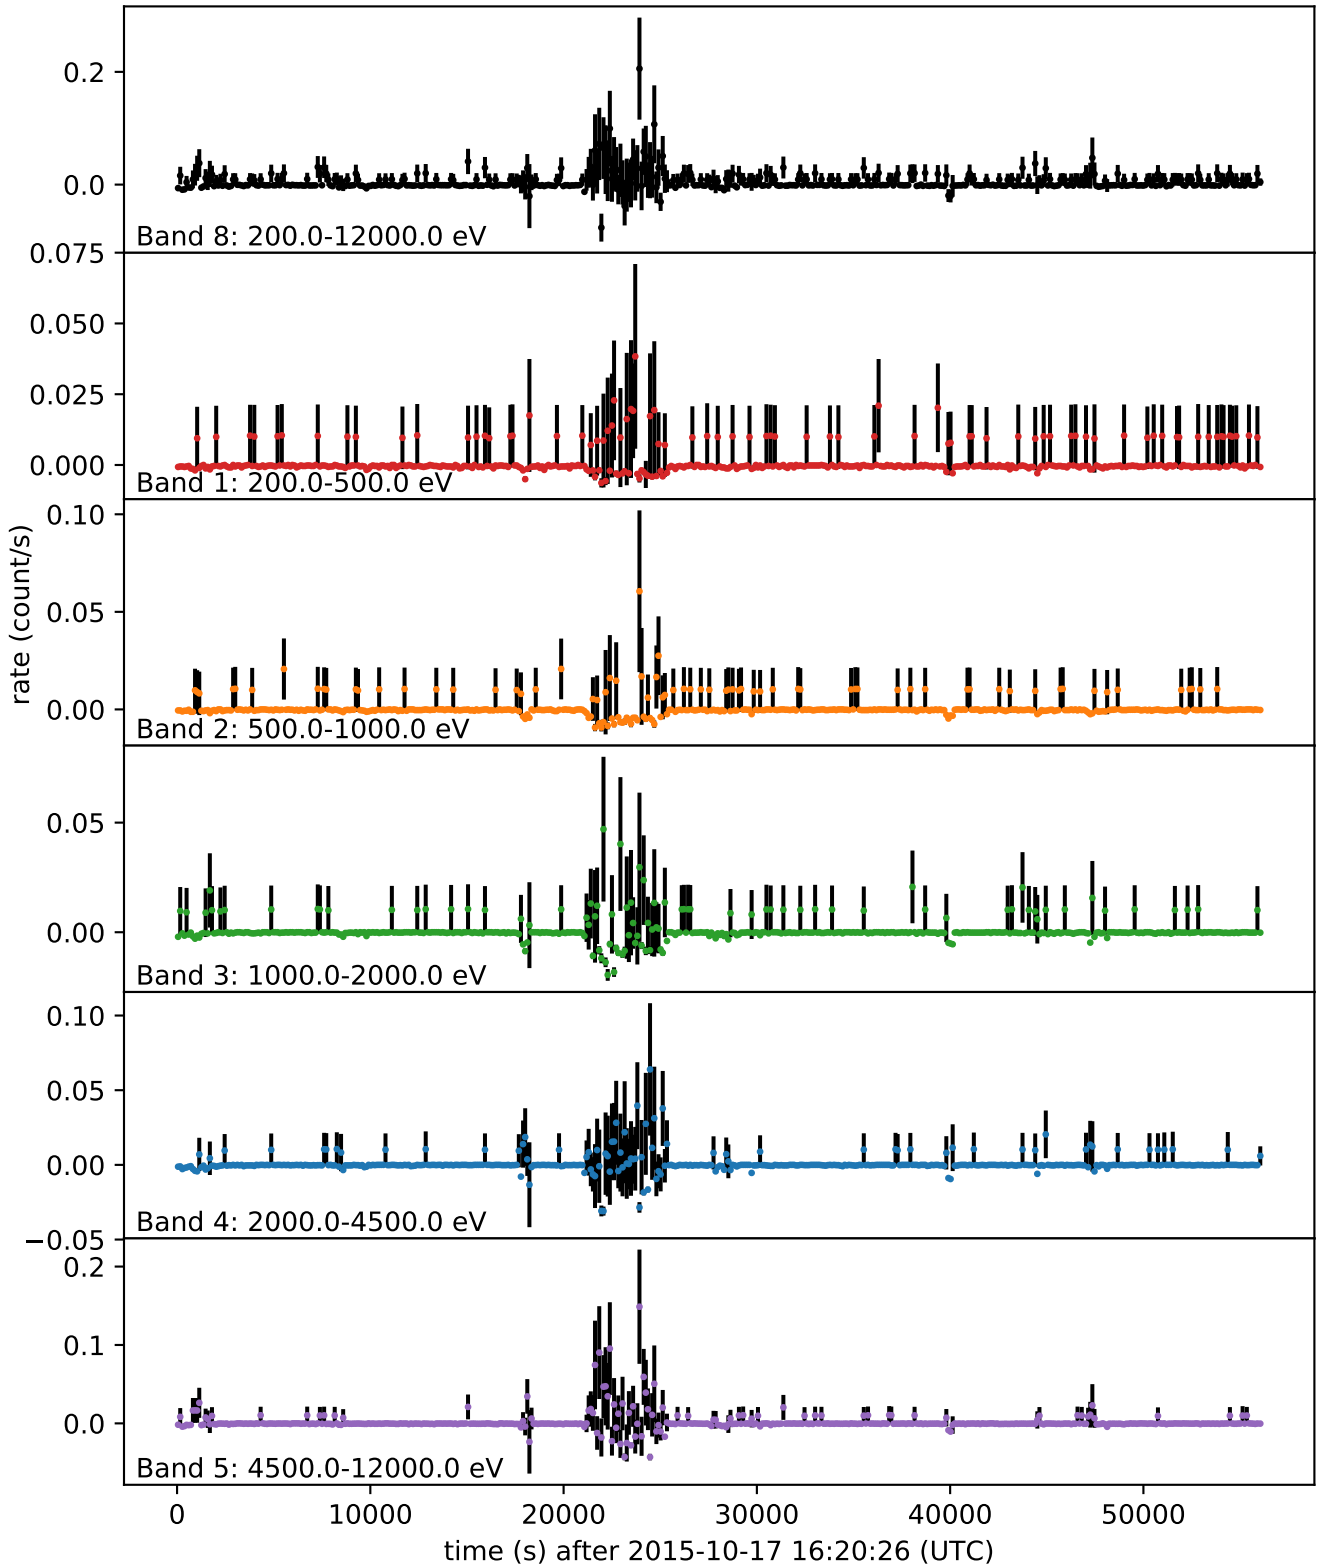 0.2
0.0
Band 8: 200.0-12000.0 eV
0.075
0.050
0.025
0.000
Band 1: 200.0-500.0 eV
0.10
0.05
0.00
Band 2: 500.0-1000.0 eV
rate (count/s)
0.05
0.00
Band 3: 1000.0-2000.0 eV
0.10
0.05
0.00
Band 4: 2000.0-4500.0 eV
−0.05
0.2
0.1
0.0
Band 5: 4500.0-12000.0 eV
0 10000 20000 30000 40000 50000
time (s) after 2015-10-17 16:20:26 (UTC)